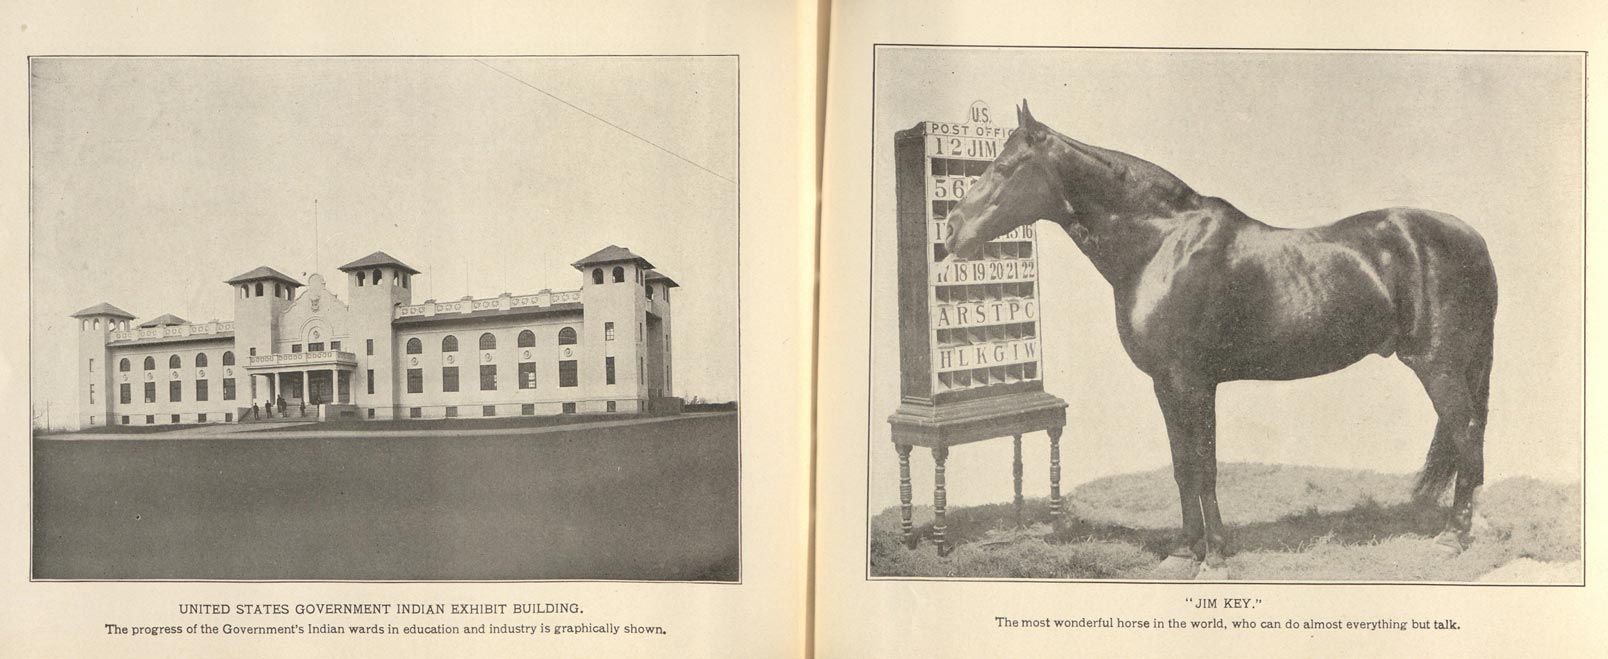 UNITED STATES GOVERNMENT INDIAN EXHIBIT BUILDING.
The progress of the Government's Indian wards in education and industry is graphically shown.
U.S.
POST OFFIC
1 2 JIM
5 6
15 16
17 18 19 20 21 22
A R S T P C
H L K G I W
"JIM KEY."
The most wonderful horse in the world, who can do almost everything but talk.